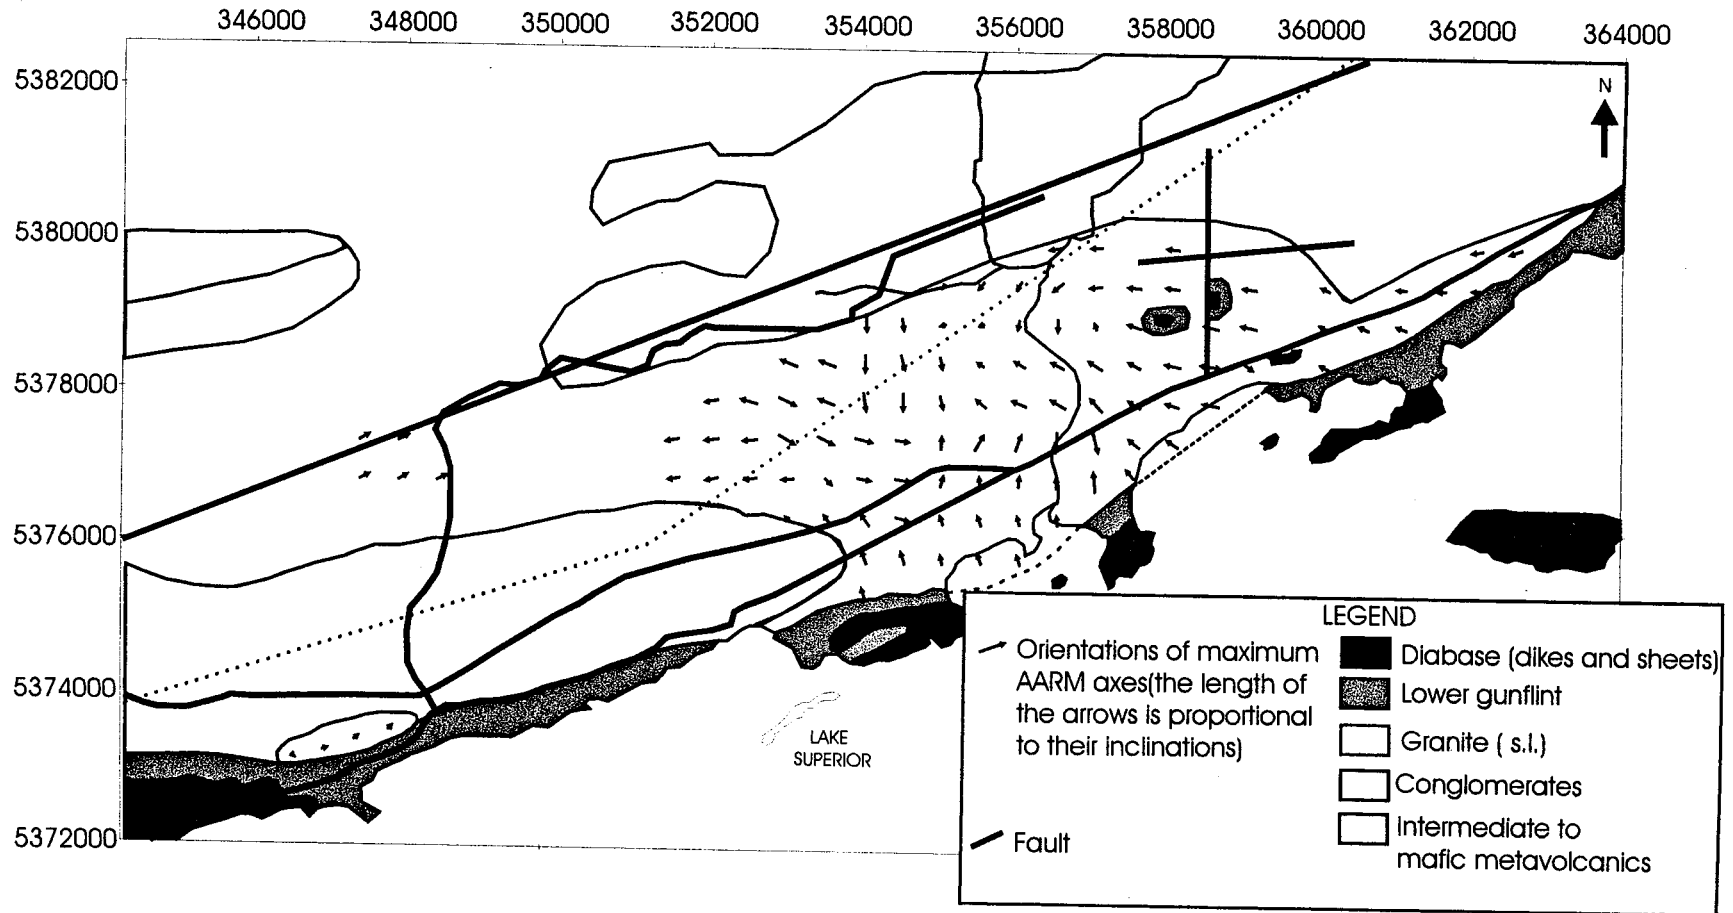 346000 348000 350000 352000 354000 356000 358000 360000 362000 364000
5382000
N
5380000
5378000
5376000
5374000
5372000
LAKE
SUPERIOR
LEGEND
Orientations of maximum
AARM axes(the length of
the arrows is proportional
to their inclinations)
Fault
Diabase (dikes and sheets)
Lower gunflint
Granite ( s.l.)
Conglomerates
Intermediate to
mafic metavolcanics